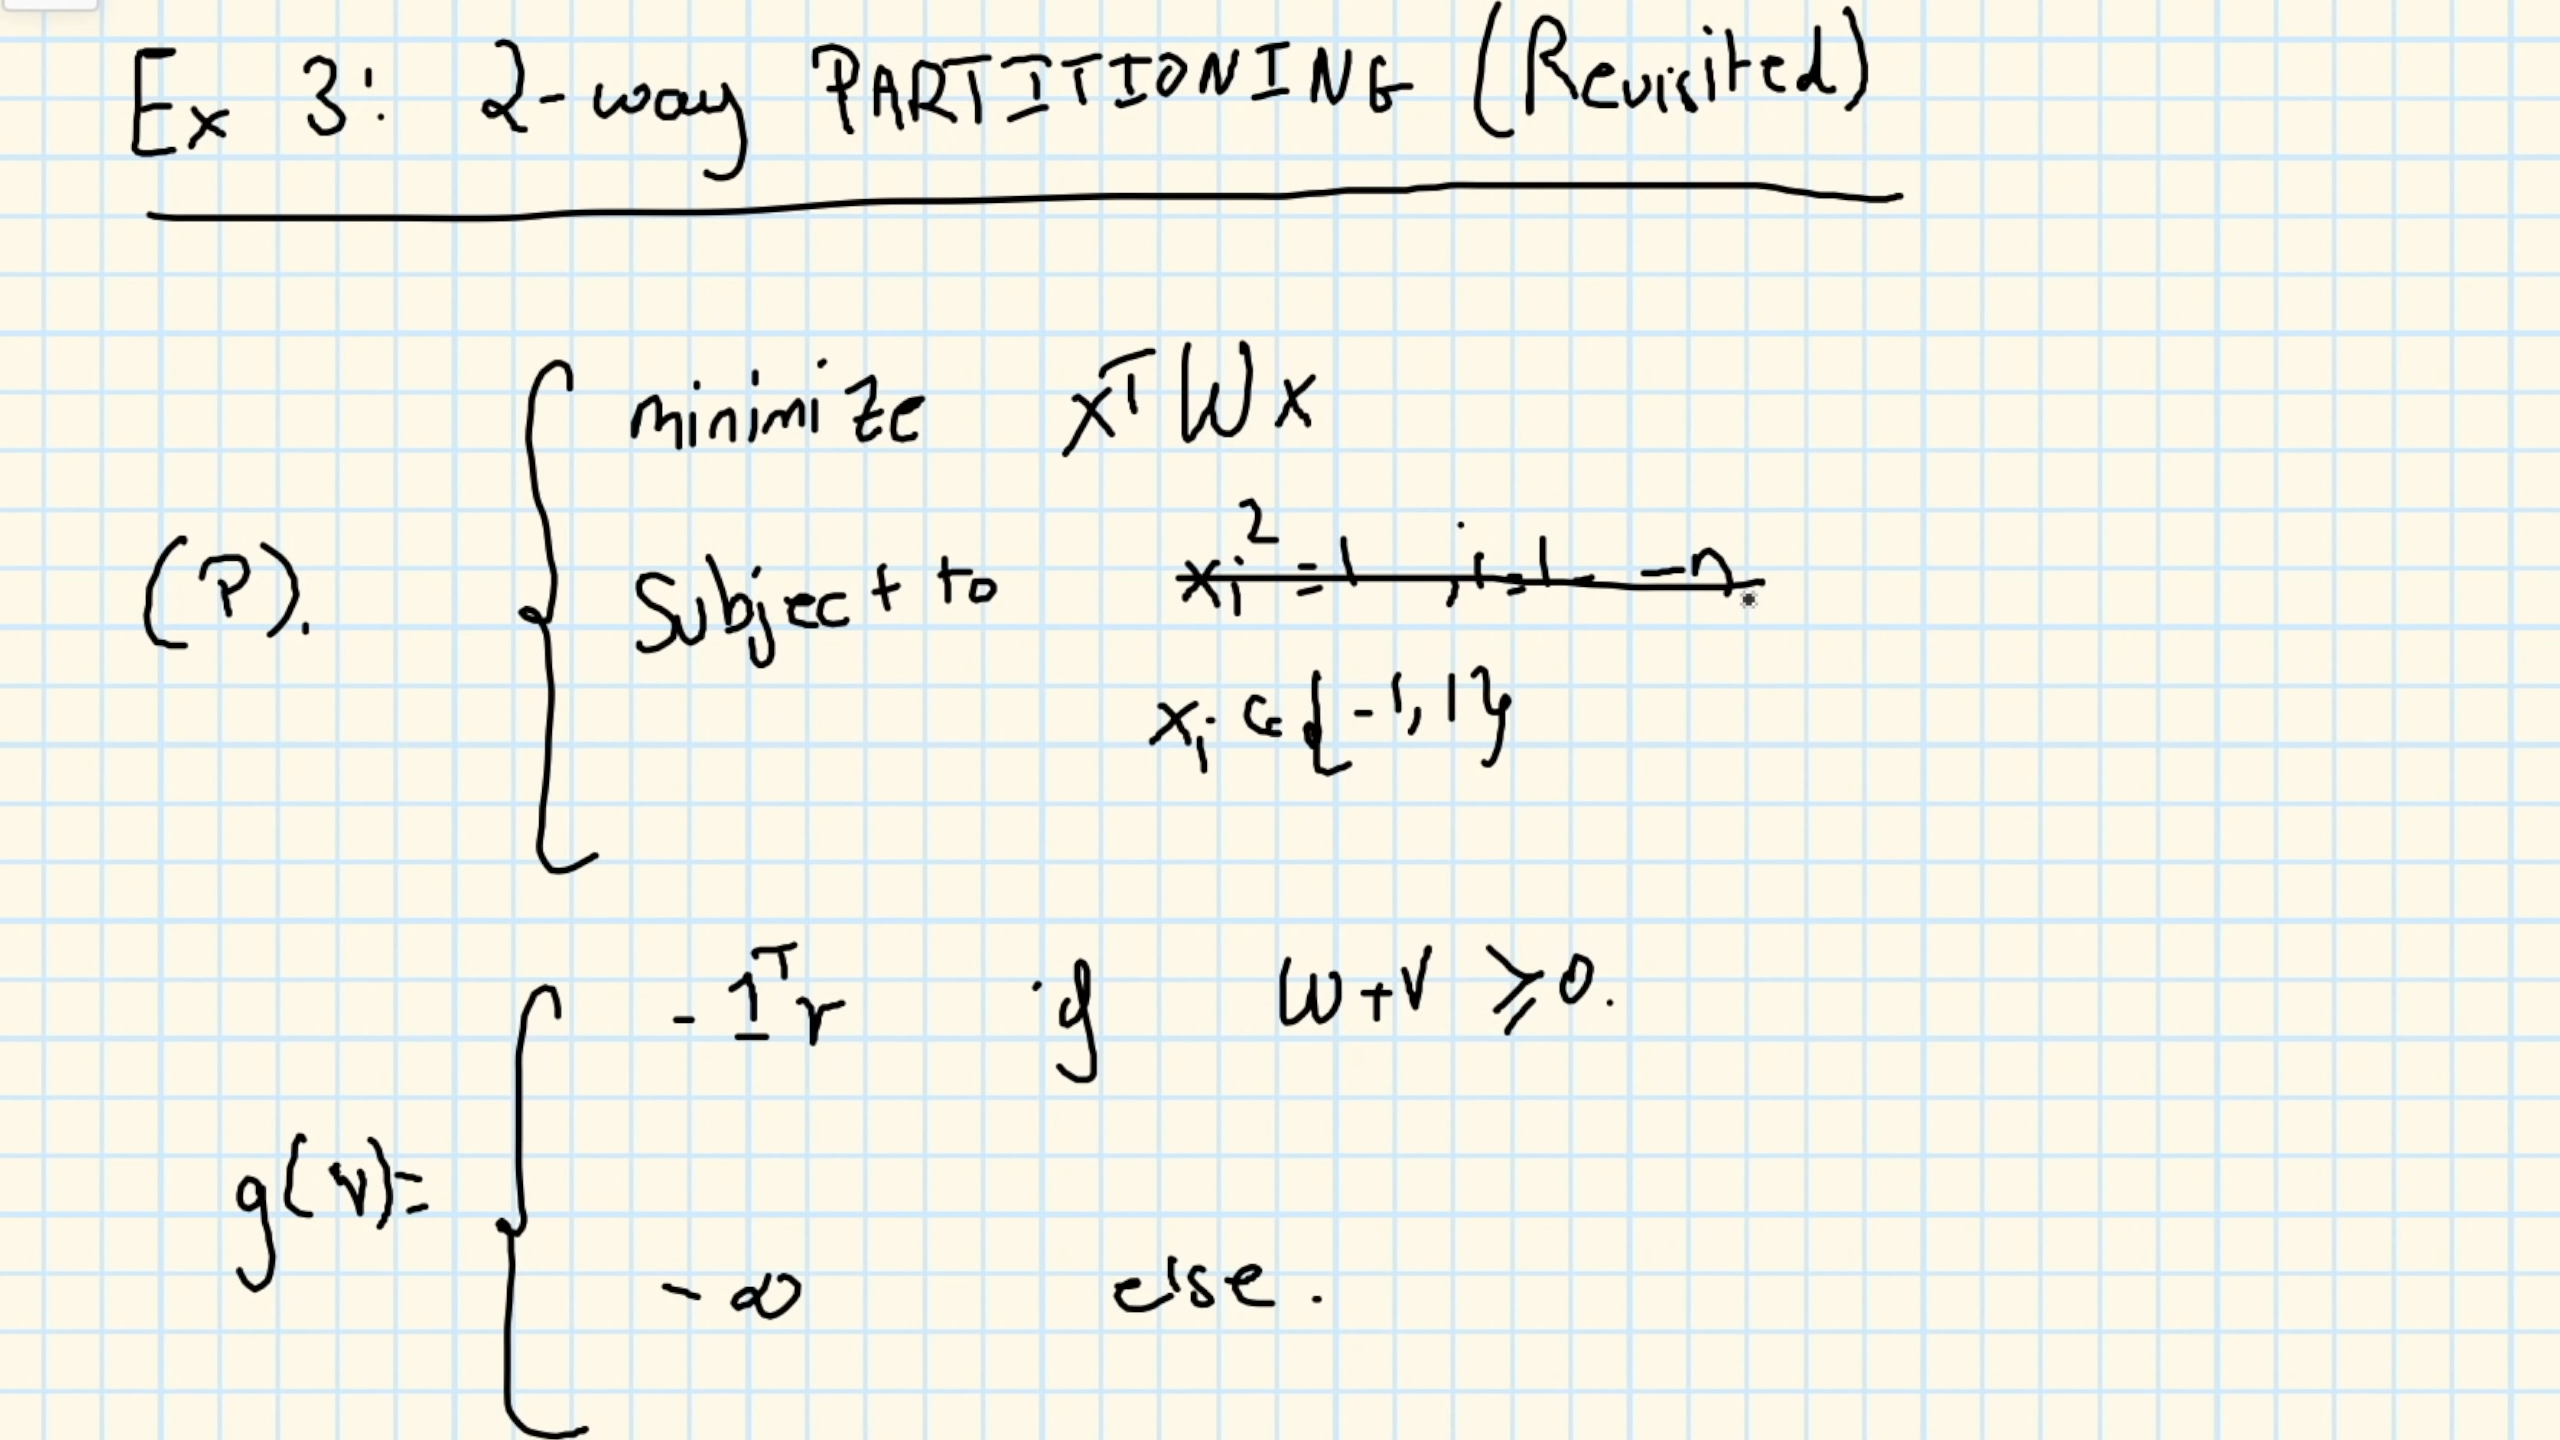 Ex 3: 2-way PARTITIONING (Revisited)
minimize x^T W x
(P). Subject to x_i^2 = 1 , i = 1 - - n
x_i ∈ {-1, 1}
- 1^T ν if W + V ≽ 0.
g(ν) =
- ∞ else.